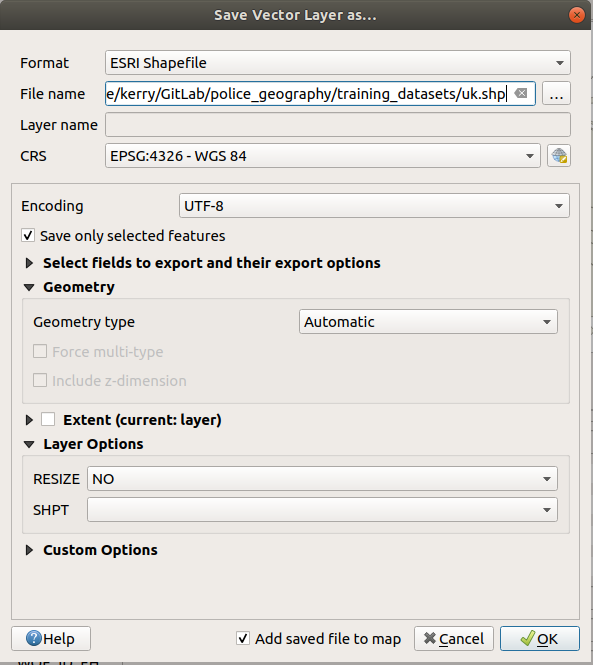 Save Vector Layer as...
Format ESRI Shapefile
File name e/kerry/GitLab/police_geography/training_datasets/uk.shp ...
Layer name
CRS EPSG:4326 - WGS 84
Encoding UTF-8
Save only selected features
Select fields to export and their export options
Geometry
Geometry type Automatic
Force multi-type
Include z-dimension
Extent (current: layer)
Layer Options
RESIZE NO
SHPT
Custom Options
Help Add saved file to map Cancel OK